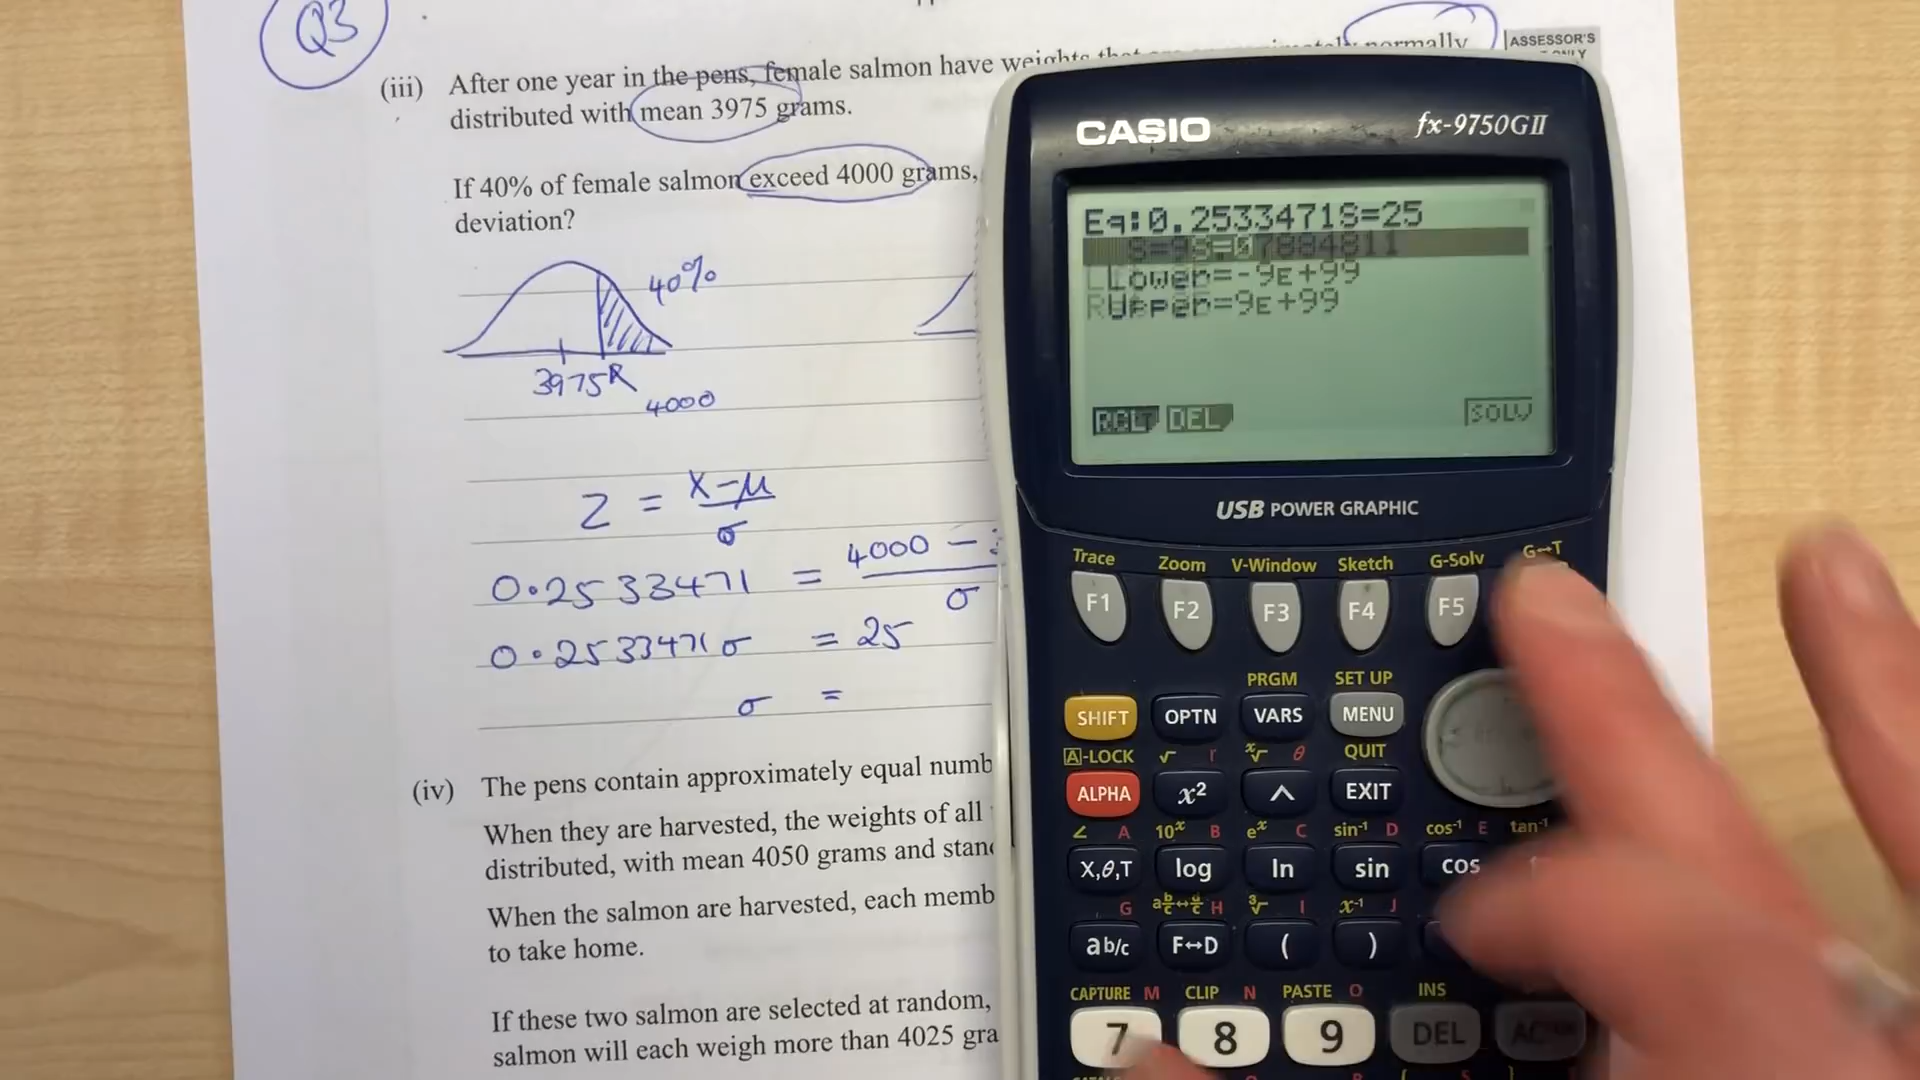 Q3
ASSESSOR'S
(iii) After one year in the pens, female salmon have weights normally
distributed with mean 3975 grams.
If 40% of female salmon exceed 4000 grams,
deviation?
40%
3975
4000
Z = X-μ
σ
0.2533471 = 4000 -
σ
0.2533471σ = 25
σ =
(iv) The pens contain approximately equal numb
When they are harvested, the weights of all
distributed, with mean 4050 grams and stand
When the salmon are harvested, each memb
to take home.
If these two salmon are selected at random,
salmon will each weigh more than 4025 gra
CASIO fx-9750GII
Eq:0.2533471S=25
Lower=-9E+99
Upper=9E+99
RCL DEL SOLV
USB POWER GRAPHIC
Trace Zoom V-Window Sketch G-Solv G↔T
F1 F2 F3 F4 F5
PRGM SET UP
SHIFT OPTN VARS MENU
A-LOCK √ r ˣ√ θ QUIT
ALPHA x² ^ EXIT
∠ A 10ˣ B eˣ C sin⁻¹ D cos⁻¹ E tan⁻¹
X,θ,T log ln sin cos
G a b/c↔d/c H ³√ I x⁻¹ J
a b/c F↔D ( )
CAPTURE M CLIP N PASTE O INS
7 8 9 DEL